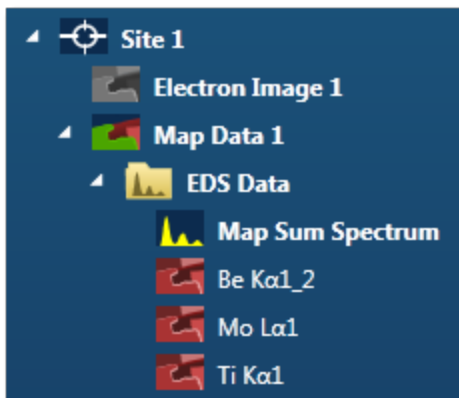 Site 1
Electron Image 1
Map Data 1
EDS Data
Map Sum Spectrum
Be Kα1_2
Mo Lα1
Ti Kα1